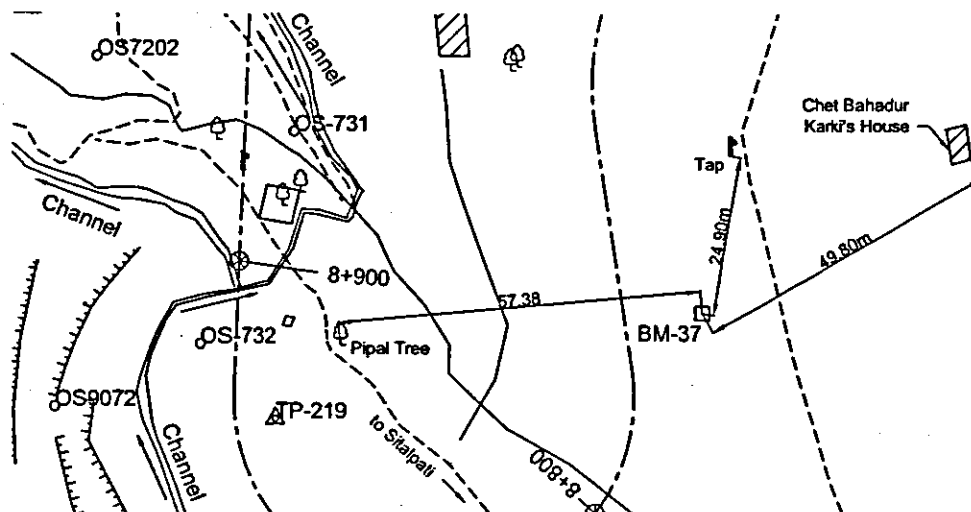 Channel
OS7202
OS-731
Chet Bahadur
Karki's House
Tap
Channel
24.90m
49.80m
8+900
57.38
BM-37
OS-732
Pipal Tree
OS9072
TP-219
to Sitalpati
Channel
8+800